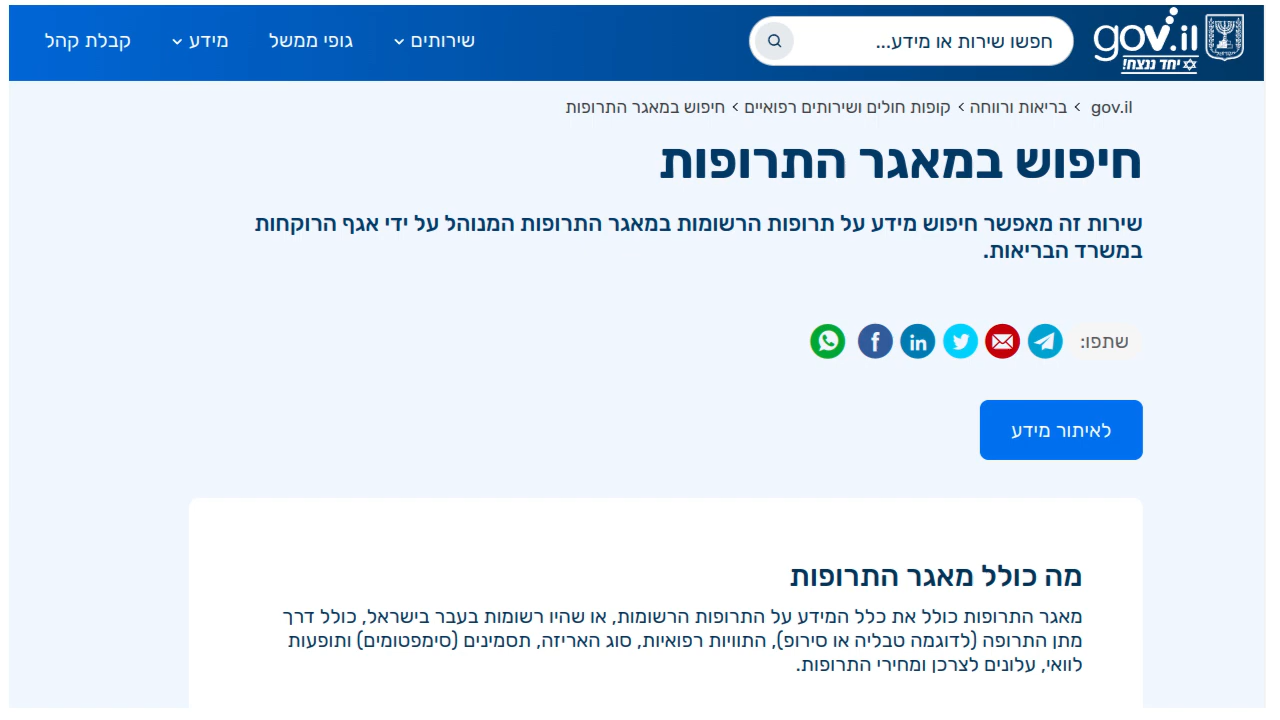 gov.il
יחד ננצח!
חפשו שירות או מידע...
שירותים
גופי ממשל
מידע
קבלת קהל
gov.il > בריאות ורווחה > קופות חולים ושירותים רפואיים > חיפוש במאגר התרופות
חיפוש במאגר התרופות
שירות זה מאפשר חיפוש מידע על תרופות הרשומות במאגר התרופות המנוהל על ידי אגף הרוקחות
במשרד הבריאות.
שתפו:
לאיתור מידע
מה כולל מאגר התרופות
מאגר התרופות כולל את כלל המידע על התרופות הרשומות, או שהיו רשומות בעבר בישראל, כולל דרך
מתן התרופה (לדוגמה טבליה או סירופ), התוויות רפואיות, סוג האריזה, תסמינים (סימפטומים) ותופעות
לוואי, עלונים לצרכן ומחירי התרופות.